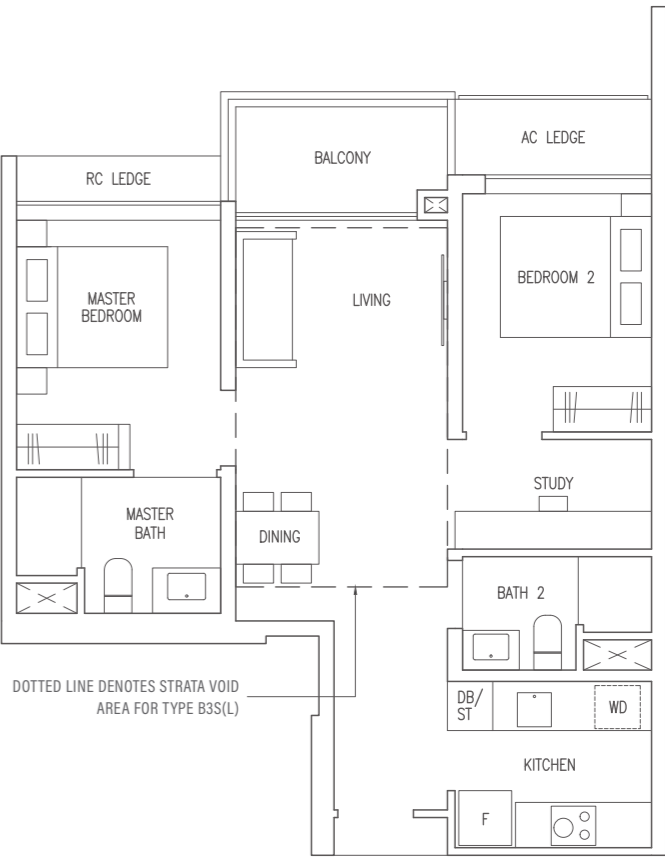 AC LEDGE
BALCONY
RC LEDGE
BEDROOM 2
MASTER
BEDROOM
LIVING
STUDY
MASTER
BATH
DINING
BATH 2
DOTTED LINE DENOTES STRATA VOID
AREA FOR TYPE B3S(L)
DB/
ST
WD
KITCHEN
F